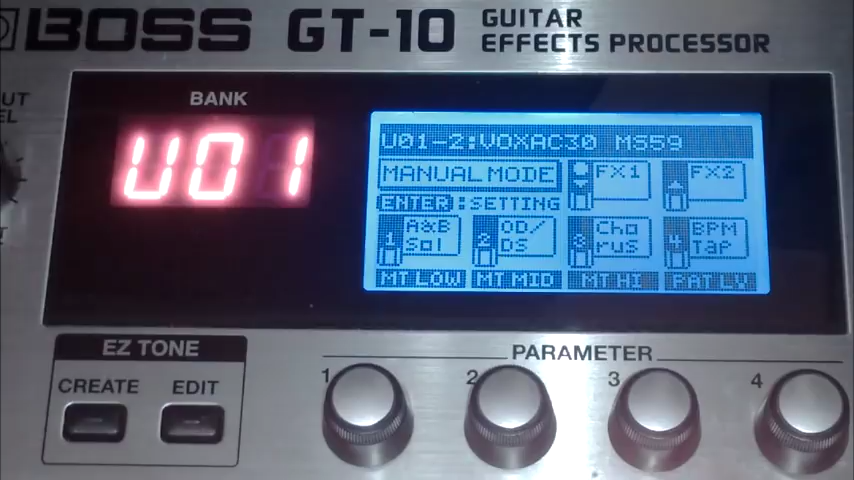 BOSS GT-10 GUITAR
EFFECTS PROCESSOR
BANK
U01
U01-2:VOXAC30 MS59
MANUAL MODE
FX1
FX2
ENTER:SETTING
1 A&B
Sol
2 OD/
DS
3 Cho
rus
4 BPM
Tap
MT LOW
MT MID
MT HI
PAT LV
EZ TONE
CREATE
EDIT
PARAMETER
1
2
3
4